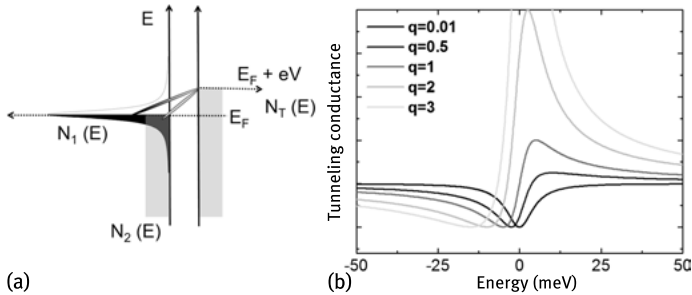 E
E_F + eV
N_T (E)
E_F
N_1 (E)
N_2 (E)
(a)
Tunneling conductance
q=0.01
q=0.5
q=1
q=2
q=3
-50 -25 0 25 50
Energy (meV)
(b)